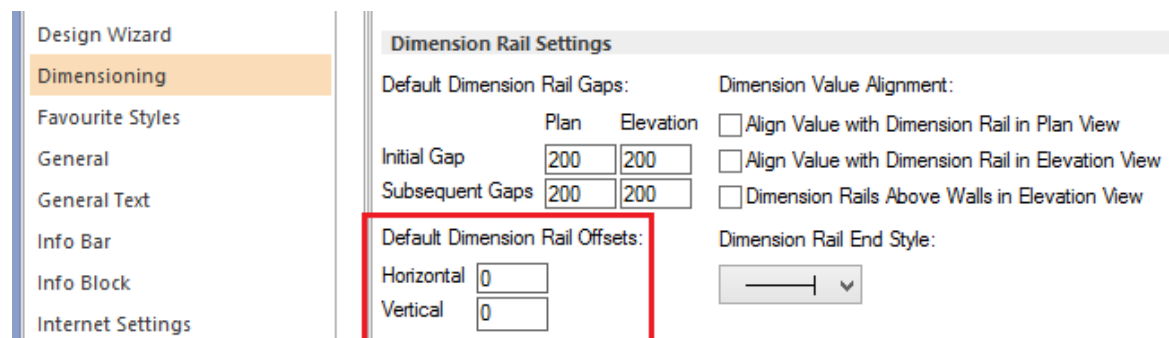 Design Wizard
Dimensioning
Favourite Styles
General
General Text
Info Bar
Info Block
Internet Settings
Dimension Rail Settings
Default Dimension Rail Gaps:
Plan Elevation
Initial Gap 200 200
Subsequent Gaps 200 200
Default Dimension Rail Offsets:
Horizontal 0
Vertical 0
Dimension Value Alignment:
Align Value with Dimension Rail in Plan View
Align Value with Dimension Rail in Elevation View
Dimension Rails Above Walls in Elevation View
Dimension Rail End Style: